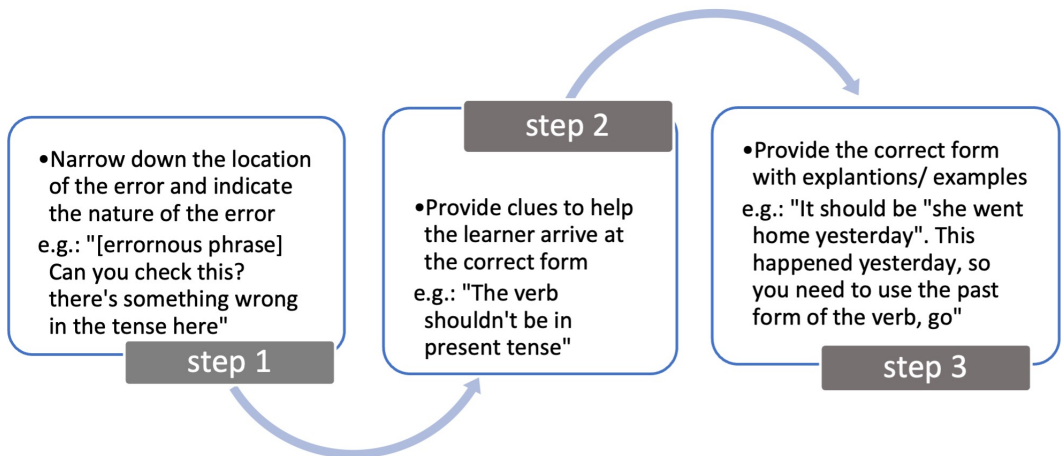 •Narrow down the location
of the error and indicate
the nature of the error
e.g.: "[errornous phrase]
Can you check this?
there's something wrong
in the tense here"
step 1
step 2
•Provide clues to help
the learner arrive at
the correct form
e.g.: "The verb
shouldn't be in
present tense"
•Provide the correct form
with explantions/ examples
e.g.: "It should be "she went
home yesterday". This
happened yesterday, so
you need to use the past
form of the verb, go"
step 3